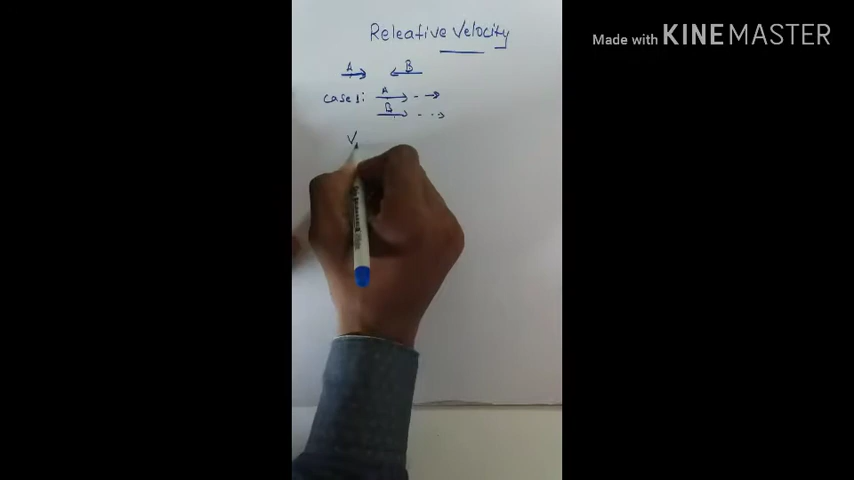 Releative Velocity
Made with KINEMASTER
A B
case 1: A
B
V